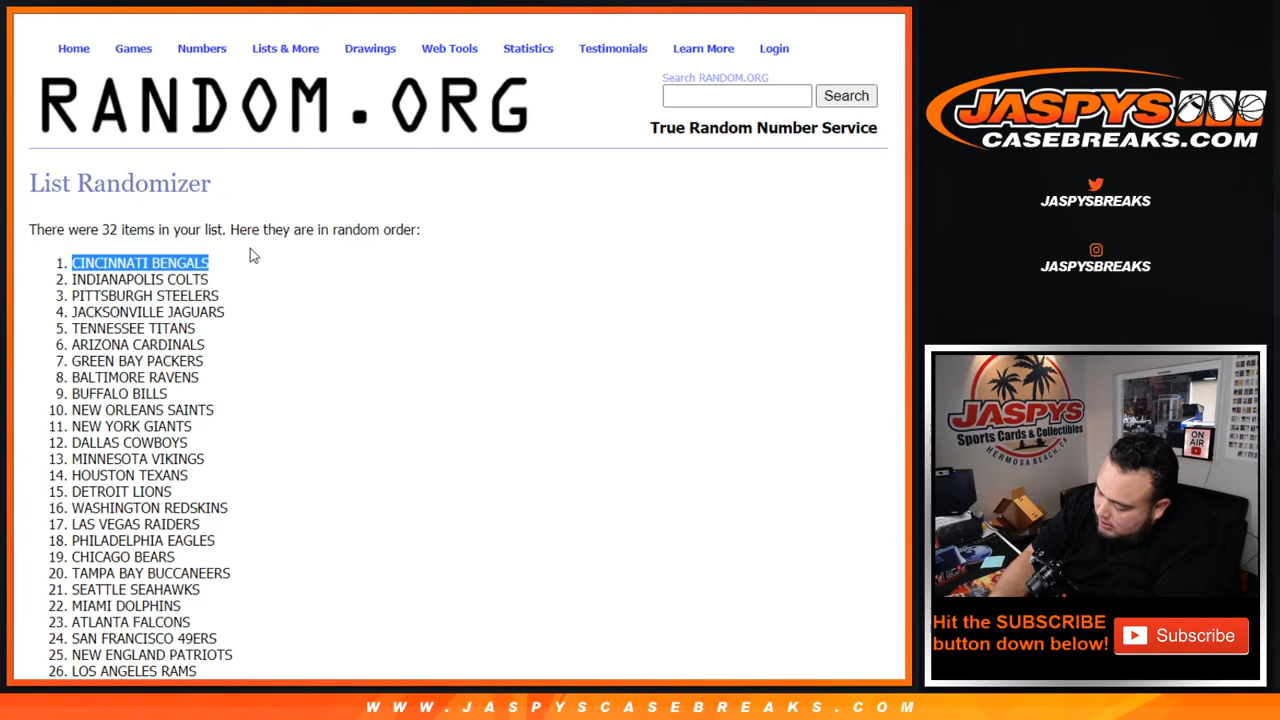 Home Games Numbers Lists & More Drawings Web Tools Statistics Testimonials Learn More Login
RANDOM.ORG
Search RANDOM.ORG
Search
True Random Number Service
List Randomizer
There were 32 items in your list. Here they are in random order:
1. CINCINNATI BENGALS
2. INDIANAPOLIS COLTS
3. PITTSBURGH STEELERS
4. JACKSONVILLE JAGUARS
5. TENNESSEE TITANS
6. ARIZONA CARDINALS
7. GREEN BAY PACKERS
8. BALTIMORE RAVENS
9. BUFFALO BILLS
10. NEW ORLEANS SAINTS
11. NEW YORK GIANTS
12. DALLAS COWBOYS
13. MINNESOTA VIKINGS
14. HOUSTON TEXANS
15. DETROIT LIONS
16. WASHINGTON REDSKINS
17. LAS VEGAS RAIDERS
18. PHILADELPHIA EAGLES
19. CHICAGO BEARS
20. TAMPA BAY BUCCANEERS
21. SEATTLE SEAHAWKS
22. MIAMI DOLPHINS
23. ATLANTA FALCONS
24. SAN FRANCISCO 49ERS
25. NEW ENGLAND PATRIOTS
26. LOS ANGELES RAMS
JASPYS
CASEBREAKS.COM
JASPYSBREAKS
JASPYSBREAKS
JASPYS
Sports Cards & Collectibles
HERMOSA BEACH, CA
ON AIR
Hit the SUBSCRIBE
button down below!
Subscribe
WWW.JASPYSCASEBREAKS.COM